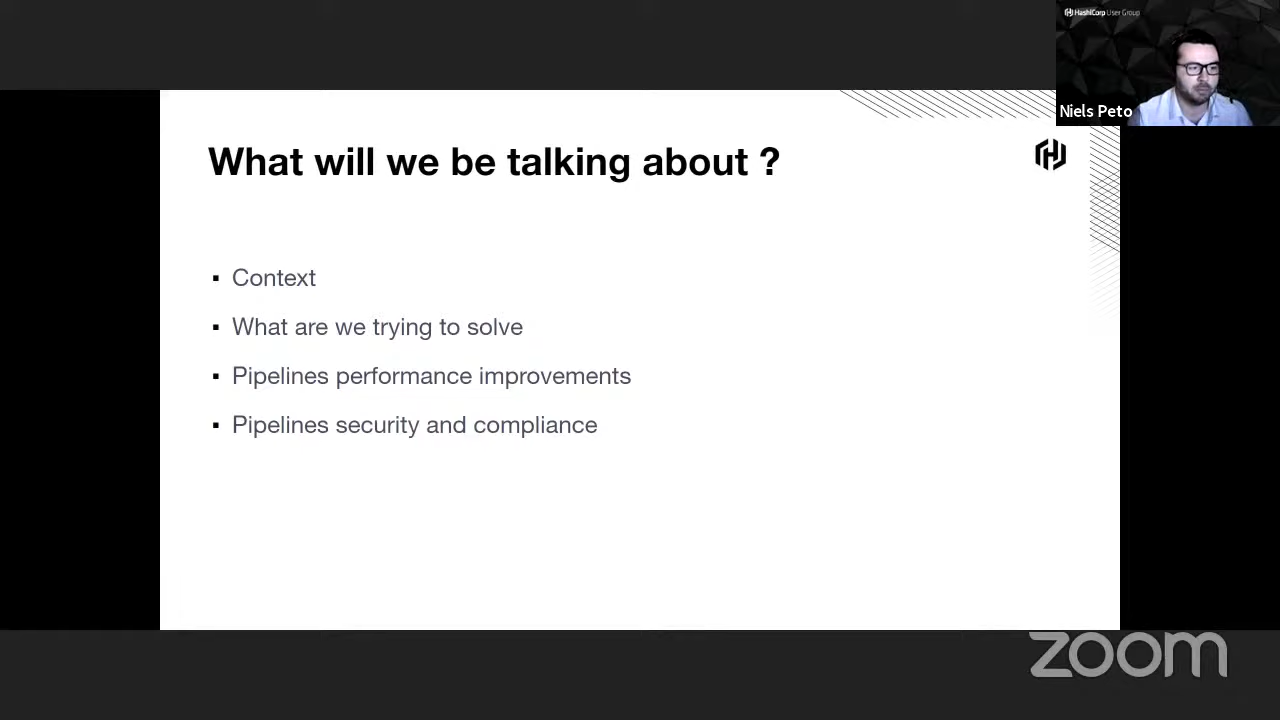 HashiCorp User Group
Niels Peto
What will we be talking about ?
▪ Context
▪ What are we trying to solve
▪ Pipelines performance improvements
▪ Pipelines security and compliance
zoom